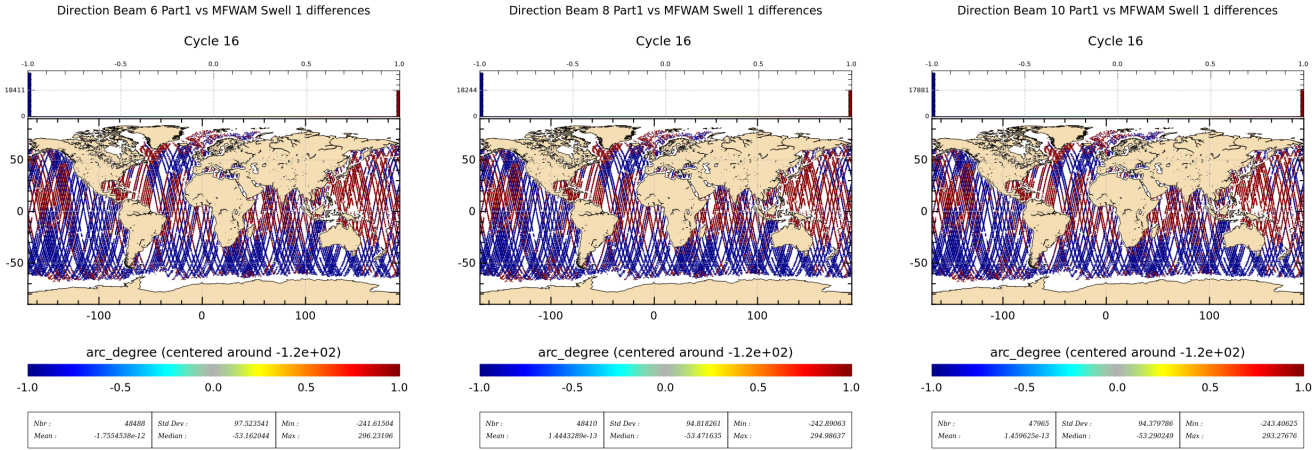 Direction Beam 6 Part1 vs MFWAM Swell 1 differences
Cycle 16
-1.0 -0.5 0.0 0.5 1.0
18411
0
50
0
-50
-100 0 100
arc_degree (centered around -1.2e+02)
-1.0 -0.5 0.0 0.5 1.0
Nbr : 48488 Std Dev : 97.523541 Min : -241.61504
Mean : -1.7554538e-12 Median : -53.162044 Max : 296.23196
Direction Beam 8 Part1 vs MFWAM Swell 1 differences
Cycle 16
-1.0 -0.5 0.0 0.5 1.0
18244
0
50
0
-50
-100 0 100
arc_degree (centered around -1.2e+02)
-1.0 -0.5 0.0 0.5 1.0
Nbr : 48410 Std Dev : 94.818261 Min : -242.89063
Mean : 1.4443289e-13 Median : -53.471635 Max : 294.98637
Direction Beam 10 Part1 vs MFWAM Swell 1 differences
Cycle 16
-1.0 -0.5 0.0 0.5 1.0
17881
0
50
0
-50
-100 0 100
arc_degree (centered around -1.2e+02)
-1.0 -0.5 0.0 0.5 1.0
Nbr : 47965 Std Dev : 94.379786 Min : -243.40625
Mean : 1.459625e-13 Median : -53.290249 Max : 293.27676